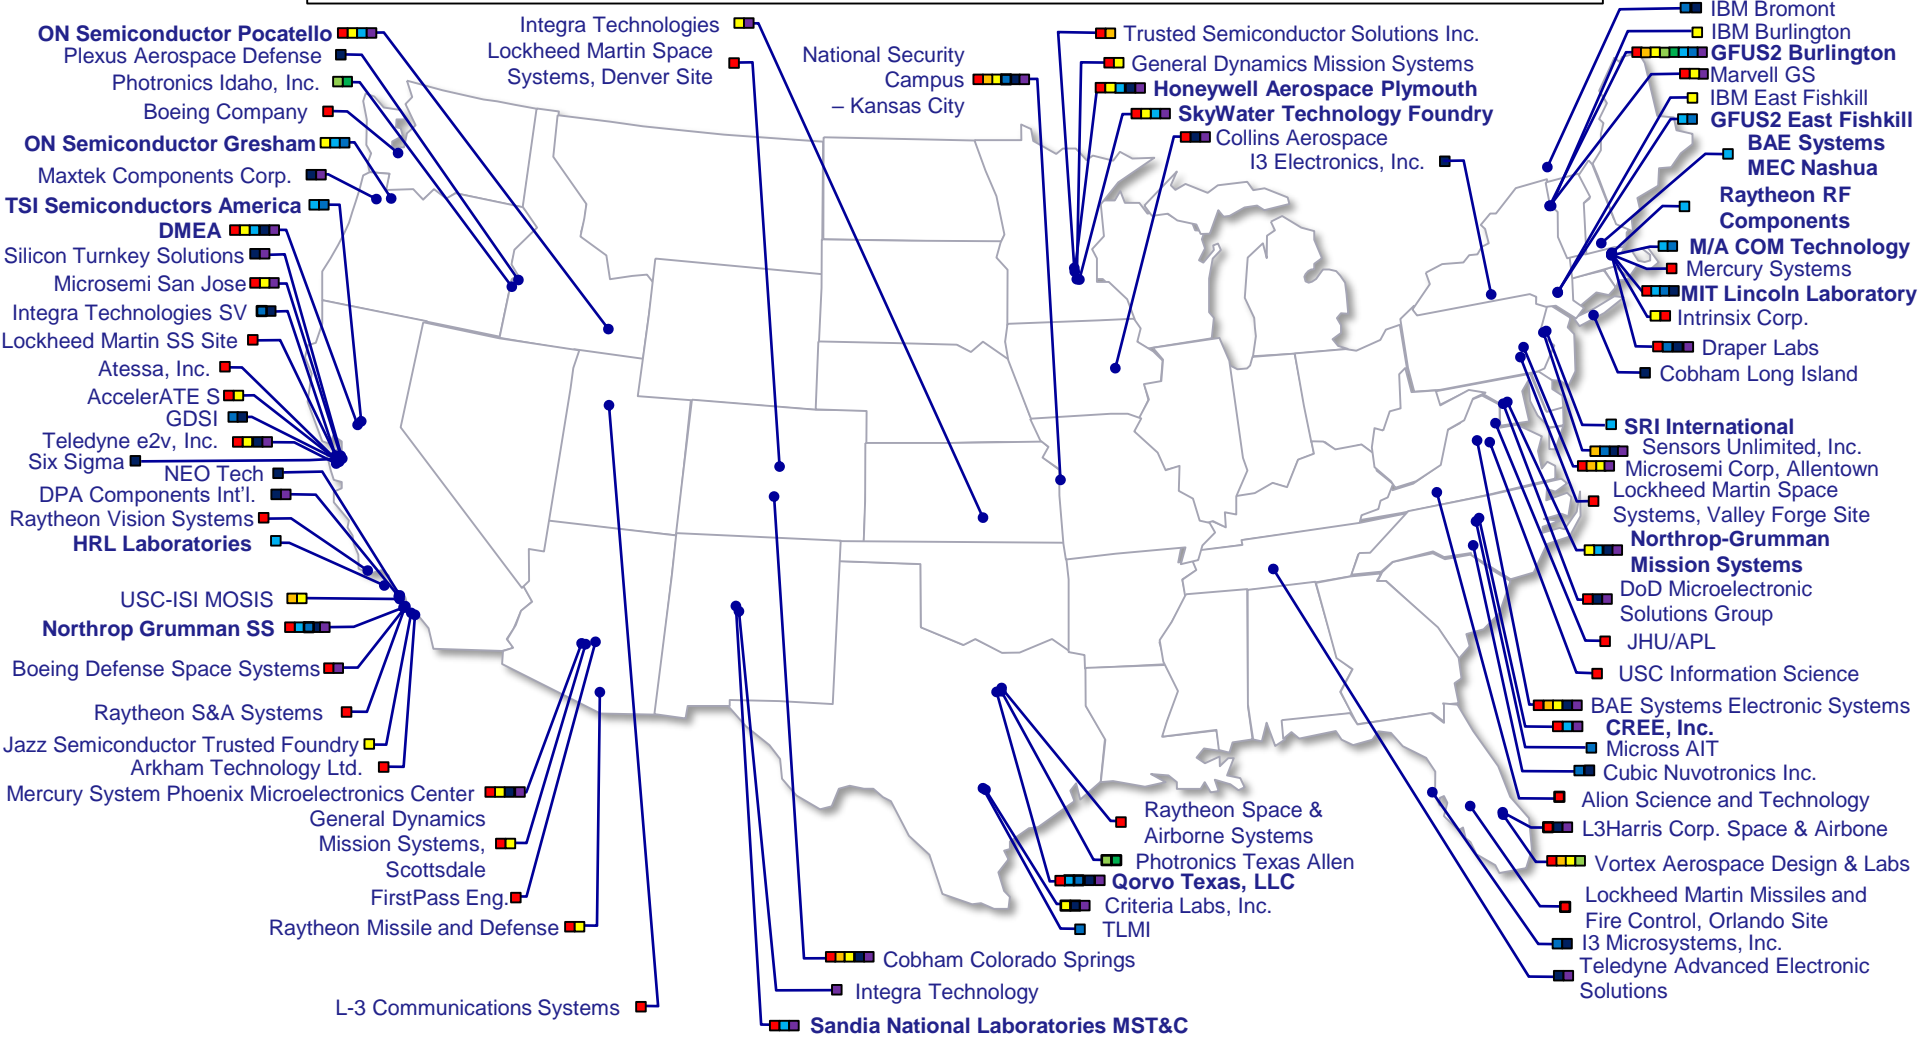 ON Semiconductor Pocatello
Plexus Aerospace Defense
Photronics Idaho, Inc.
Boeing Company
ON Semiconductor Gresham
Maxtek Components Corp.
TSI Semiconductors America
DMEA
Silicon Turnkey Solutions
Microsemi San Jose
Integra Technologies SV
Lockheed Martin SS Site
Atessa, Inc.
AccelerATE S
GDSI
Teledyne e2v, Inc.
Six Sigma
NEO Tech
DPA Components Int'l.
Raytheon Vision Systems
HRL Laboratories
USC-ISI MOSIS
Northrop Grumman SS
Boeing Defense Space Systems
Raytheon S&A Systems
Jazz Semiconductor Trusted Foundry
Arkham Technology Ltd.
Mercury System Phoenix Microelectronics Center
General Dynamics
Mission Systems,
Scottsdale
FirstPass Eng.
Raytheon Missile and Defense
L-3 Communications Systems
Integra Technologies
Lockheed Martin Space
Systems, Denver Site
National Security
Campus
– Kansas City
Trusted Semiconductor Solutions Inc.
General Dynamics Mission Systems
Honeywell Aerospace Plymouth
SkyWater Technology Foundry
Collins Aerospace
I3 Electronics, Inc.
IBM Bromont
IBM Burlington
GFUS2 Burlington
Marvell GS
IBM East Fishkill
GFUS2 East Fishkill
BAE Systems
MEC Nashua
Raytheon RF
Components
M/A COM Technology
Mercury Systems
MIT Lincoln Laboratory
Intrinsix Corp.
Draper Labs
Cobham Long Island
SRI International
Sensors Unlimited, Inc.
Microsemi Corp, Allentown
Lockheed Martin Space
Systems, Valley Forge Site
Northrop-Grumman
Mission Systems
DoD Microelectronic
Solutions Group
JHU/APL
USC Information Science
BAE Systems Electronic Systems
CREE, Inc.
Micross AIT
Cubic Nuvotronics Inc.
Alion Science and Technology
L3Harris Corp. Space & Airbone
Vortex Aerospace Design & Labs
Lockheed Martin Missiles and
Fire Control, Orlando Site
I3 Microsystems, Inc.
Teledyne Advanced Electronic
Solutions
Raytheon Space &
Airborne Systems
Photronics Texas Allen
Qorvo Texas, LLC
Criteria Labs, Inc.
TLMI
Cobham Colorado Springs
Integra Technology
Sandia National Laboratories MST&C